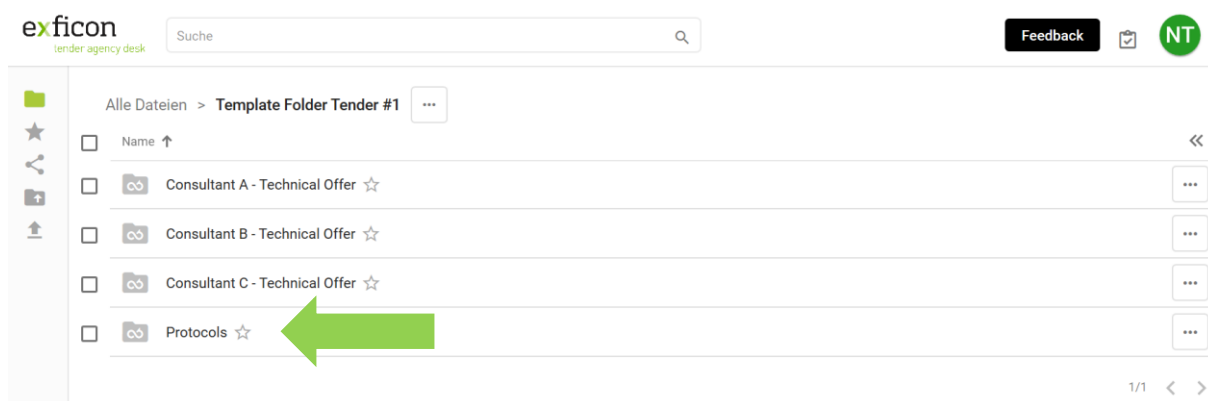 exficon
tender agency desk
Suche
Feedback
NT
Alle Dateien > Template Folder Tender #1 ...
Name
Consultant A - Technical Offer
Consultant B - Technical Offer
Consultant C - Technical Offer
Protocols
1/1